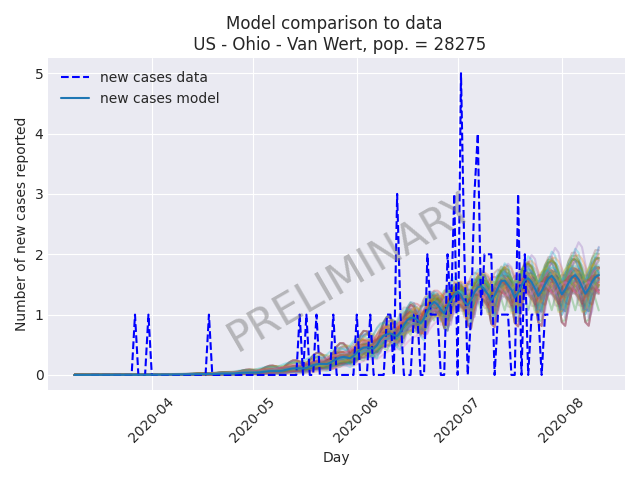 Model comparison to data
US - Ohio - Van Wert, pop. = 28275
new cases data
new cases model
PRELIMINARY
Number of new cases reported
5
4
3
2
1
0
2020-04
2020-05
2020-06
2020-07
2020-08
Day